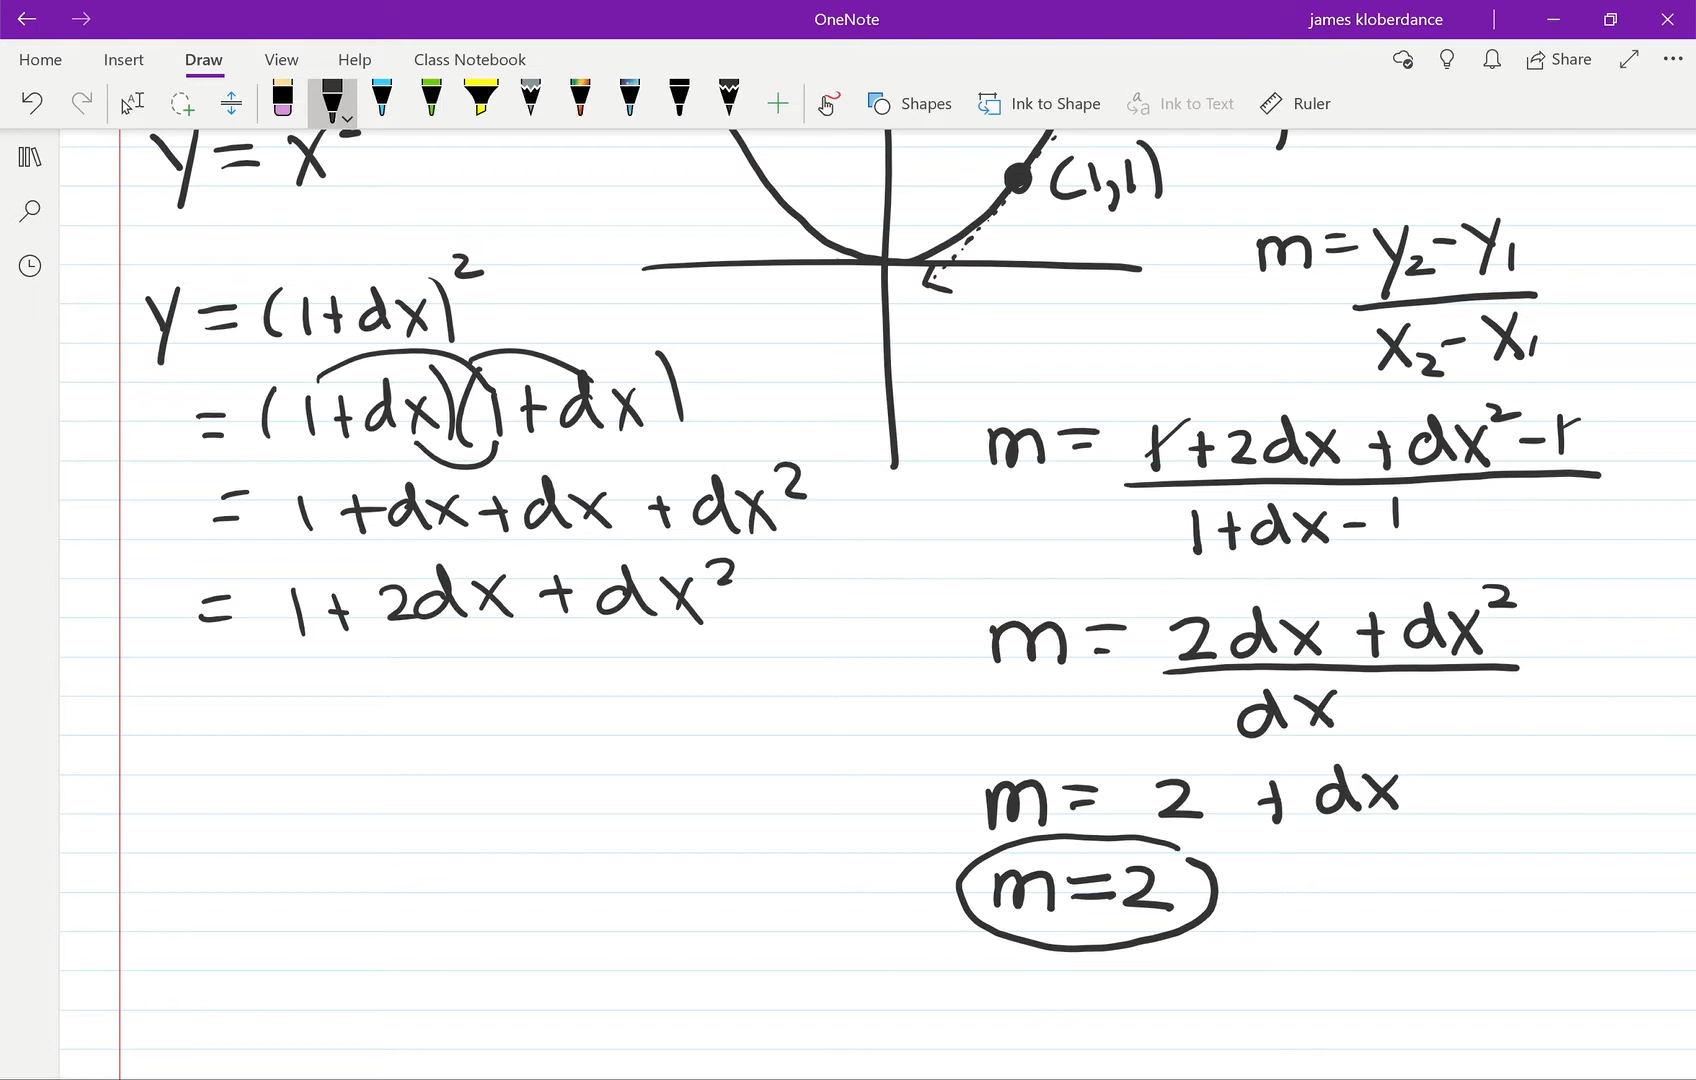 OneNote
james kloberdance
Home Insert Draw View Help Class Notebook
Share
Shapes Ink to Shape Ink to Text Ruler
y = x²
(1,1)
y = (1+dx)²
= (1+dx)(1+dx)
= 1+dx+dx+dx²
= 1+2dx+dx²
m = y₂-y₁
x₂-x₁
m = 1+2dx+dx²-1
1+dx-1
m = 2dx+dx²
dx
m = 2 + dx
m=2